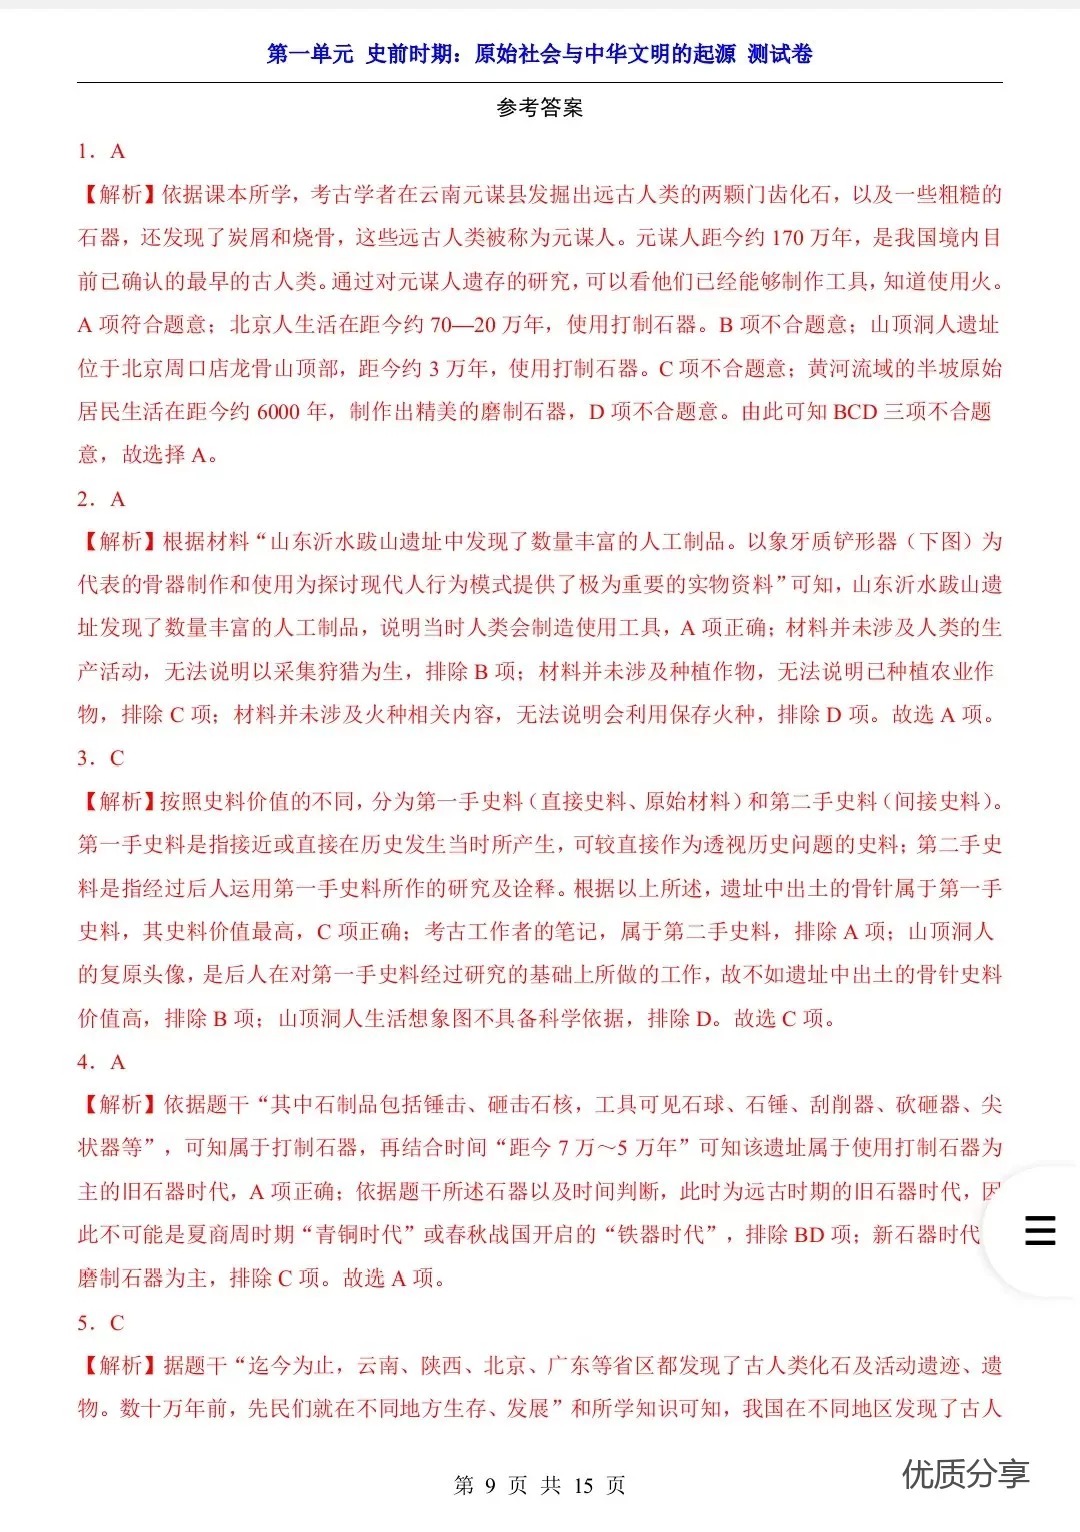 第一单元 史前时期：原始社会与中华文明的起源 测试卷
参考答案
1．A
【解析】依据课本所学，考古学者在云南元谋县发掘出远古人类的两颗门齿化石，以及一些粗糙的
石器，还发现了炭屑和烧骨，这些远古人类被称为元谋人。元谋人距今约 170 万年，是我国境内目
前已确认的最早的古人类。通过对元谋人遗存的研究，可以看他们已经能够制作工具，知道使用火。
A 项符合题意；北京人生活在距今约 70—20 万年，使用打制石器。B 项不合题意；山顶洞人遗址
位于北京周口店龙骨山顶部，距今约 3 万年，使用打制石器。C 项不合题意；黄河流域的半坡原始
居民生活在距今约 6000 年，制作出精美的磨制石器，D 项不合题意。由此可知 BCD 三项不合题
意，故选择 A。
2．A
【解析】根据材料“山东沂水跋山遗址中发现了数量丰富的人工制品。以象牙质铲形器（下图）为
代表的骨器制作和使用为探讨现代人行为模式提供了极为重要的实物资料”可知，山东沂水跋山遗
址发现了数量丰富的人工制品，说明当时人类会制造使用工具，A 项正确；材料并未涉及人类的生
产活动，无法说明以采集狩猎为生，排除 B 项；材料并未涉及种植作物，无法说明已种植农业作
物，排除 C 项；材料并未涉及火种相关内容，无法说明会利用保存火种，排除 D 项。故选 A 项。
3．C
【解析】按照史料价值的不同，分为第一手史料（直接史料、原始材料）和第二手史料（间接史料）。
第一手史料是指接近或直接在历史发生当时所产生，可较直接作为透视历史问题的史料；第二手史
料是指经过后人运用第一手史料所作的研究及诠释。根据以上所述，遗址中出土的骨针属于第一手
史料，其史料价值最高，C 项正确；考古工作者的笔记，属于第二手史料，排除 A 项；山顶洞人
的复原头像，是后人在对第一手史料经过研究的基础上所做的工作，故不如遗址中出土的骨针史料
价值高，排除 B 项；山顶洞人生活想象图不具备科学依据，排除 D。故选 C 项。
4．A
【解析】依据题干“其中石制品包括锤击、砸击石核，工具可见石球、石锤、刮削器、砍砸器、尖
状器等”，可知属于打制石器，再结合时间“距今 7 万～5 万年”可知该遗址属于使用打制石器为
主的旧石器时代，A 项正确；依据题干所述石器以及时间判断，此时为远古时期的旧石器时代，因
此不可能是夏商周时期“青铜时代”或春秋战国开启的“铁器时代”，排除 BD 项；新石器时代
磨制石器为主，排除 C 项。故选 A 项。
5．C
【解析】据题干“迄今为止，云南、陕西、北京、广东等省区都发现了古人类化石及活动遗迹、遗
物。数十万年前，先民们就在不同地方生存、发展”和所学知识可知，我国在不同地区发现了古人
第 9 页 共 15 页
优质分享